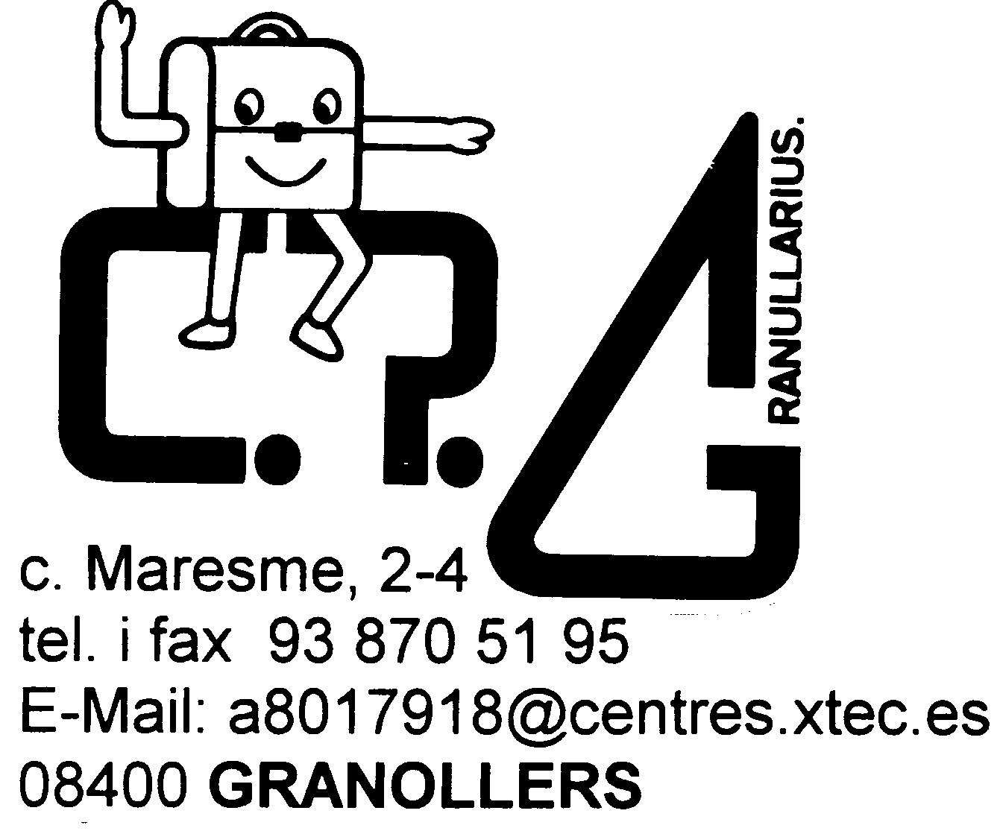 C.P.
GRANULLARIUS.
c. Maresme, 2-4
tel. i fax 93 870 51 95
E-Mail: a8017918@centres.xtec.es
08400 GRANOLLERS